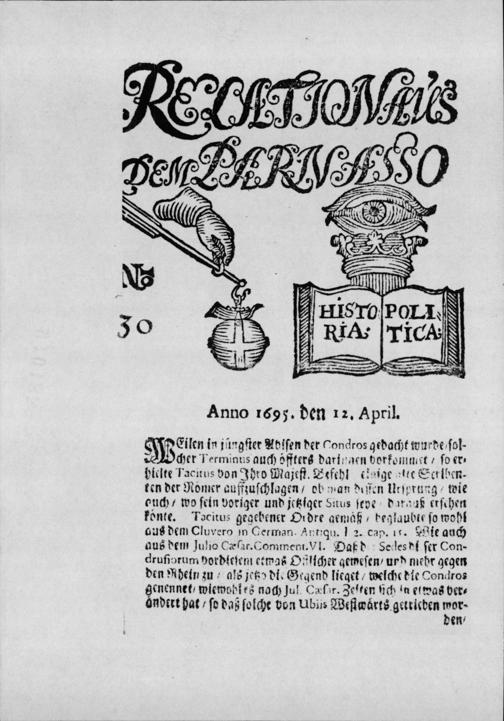 RELATION AUS
DEM PARNASSO
No
30
HISTO POLI
RIA: TICA:
Anno 1695. den 12. April.
WEilen in jüngster Avisen der Condros gedacht wurde/ sol-
cher Terminus auch öffters darinnen vorkommet / so er-
hielte Tacitus von Ihro Majest. Befehl / einige alte Scriben-
ten der Römer auffzuschlagen / ob man dessen Ursprung / wie
auch / wo sein voriger und jetziger Situs seye / darauß ersehen
könte. Tacitus gegebener Ordre gemäß / beglaubte so wohl
aus dem Cluvero in German. Antiqu. l 2. cap. 15. Wie auch
aus dem Julio Cæsar. Comment. VI. Daß Sedes di ser Con-
drusiorum vor diesem etwas Östlicher gewesen/ und mehr gegen
den Rhein zu / als jetzo die Gegend lieget / welche die Condros
genennet/ wiewohl es nach Jul. Cæsar. Zeiten sich in etwas ver-
ändert hat / so daß solche von Ubiis Westwärts getrieben wor-
den/